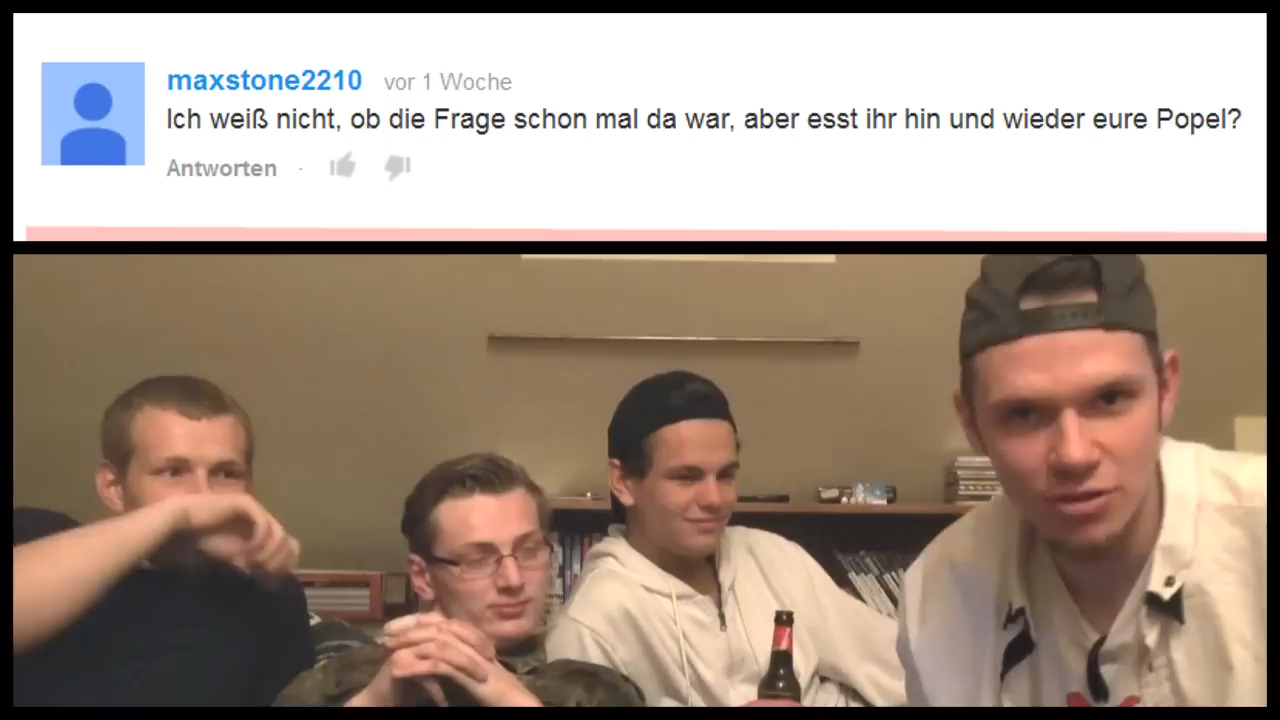 maxstone2210 vor 1 Woche
Ich weiß nicht, ob die Frage schon mal da war, aber esst ihr hin und wieder eure Popel?
Antworten ·